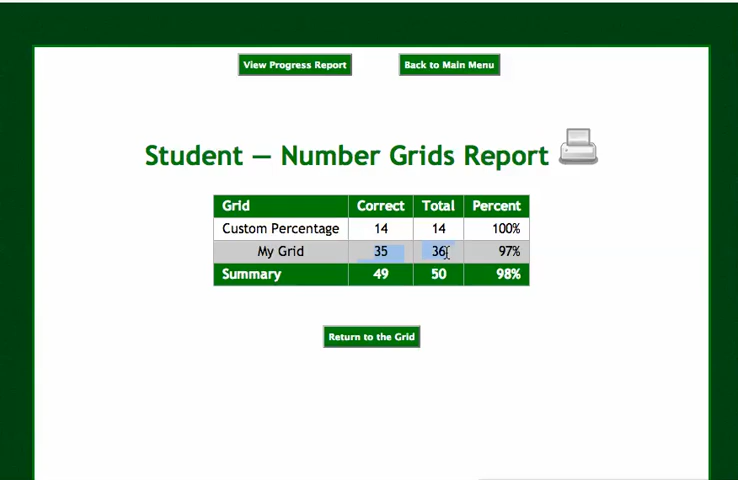 View Progress Report Back to Main Menu
Student — Number Grids Report
Grid Correct Total Percent
Custom Percentage 14 14 100%
My Grid 35 36 97%
Summary 49 50 98%
Return to the Grid